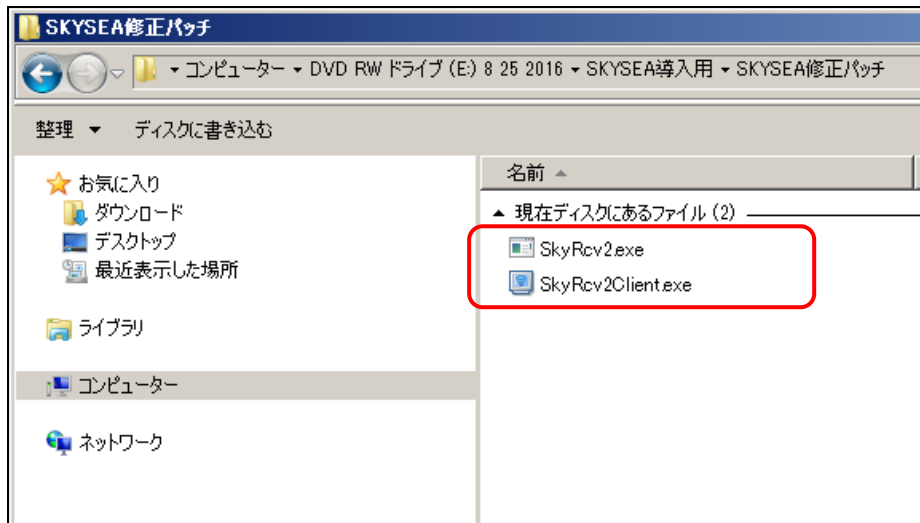 SKYSEA修正パッチ
コンピューター DVD RW ドライブ (E:) 8 25 2016 SKYSEA導入用 SKYSEA修正パッチ
整理 ディスクに書き込む
お気に入り
ダウンロード
デスクトップ
最近表示した場所
ライブラリ
コンピューター
ネットワーク
名前
現在ディスクにあるファイル (2)
SkyRcv2.exe
SkyRcv2Client.exe